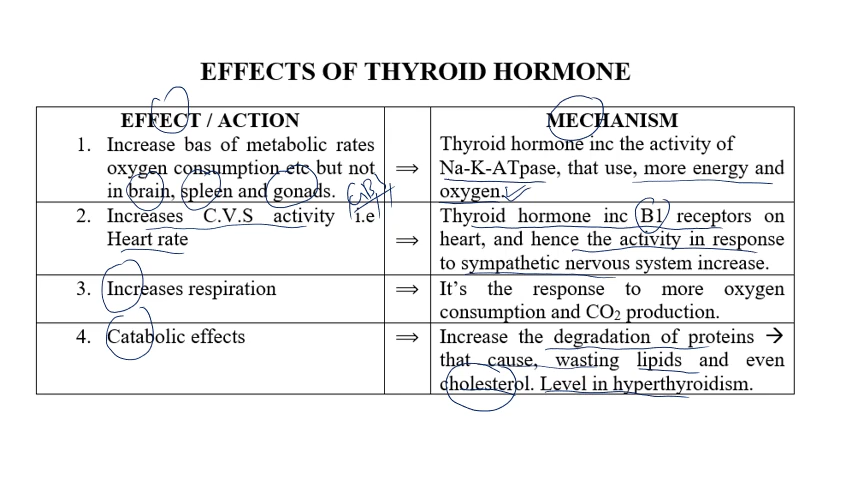 EFFECTS OF THYROID HORMONE
EFFECT / ACTION
MECHANISM
1. Increase bas of metabolic rates
oxygen consumption etc but not
in brain, spleen and gonads.
⟹
Thyroid hormone inc the activity of
Na-K-ATpase, that use, more energy and
oxygen.
2. Increases C.V.S activity i.e
Heart rate
⟹
Thyroid hormone inc B1 receptors on
heart, and hence the activity in response
to sympathetic nervous system increase.
3. Increases respiration
⟹
It's the response to more oxygen
consumption and CO₂ production.
4. Catabolic effects
⟹
Increase the degradation of proteins →
that cause, wasting lipids and even
cholesterol. Level in hyperthyroidism.